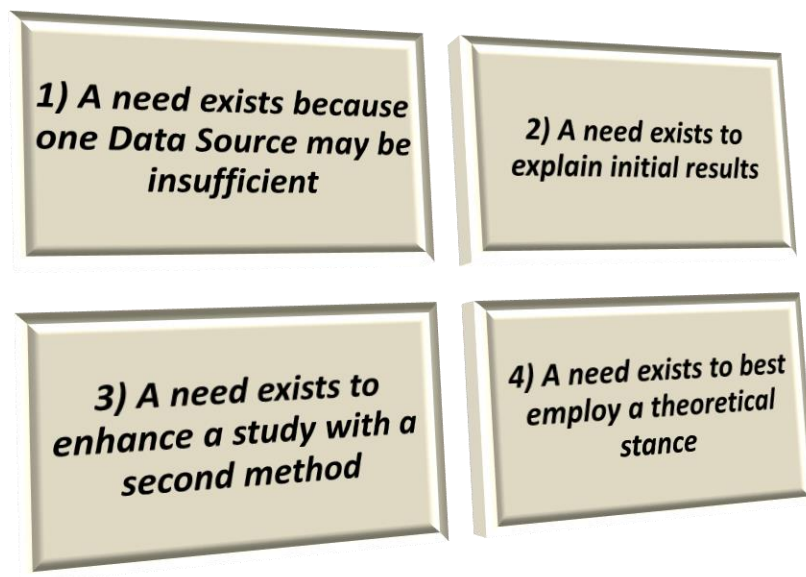 1) A need exists because
one Data Source may be
insufficient
2) A need exists to
explain initial results
3) A need exists to
enhance a study with a
second method
4) A need exists to best
employ a theoretical
stance